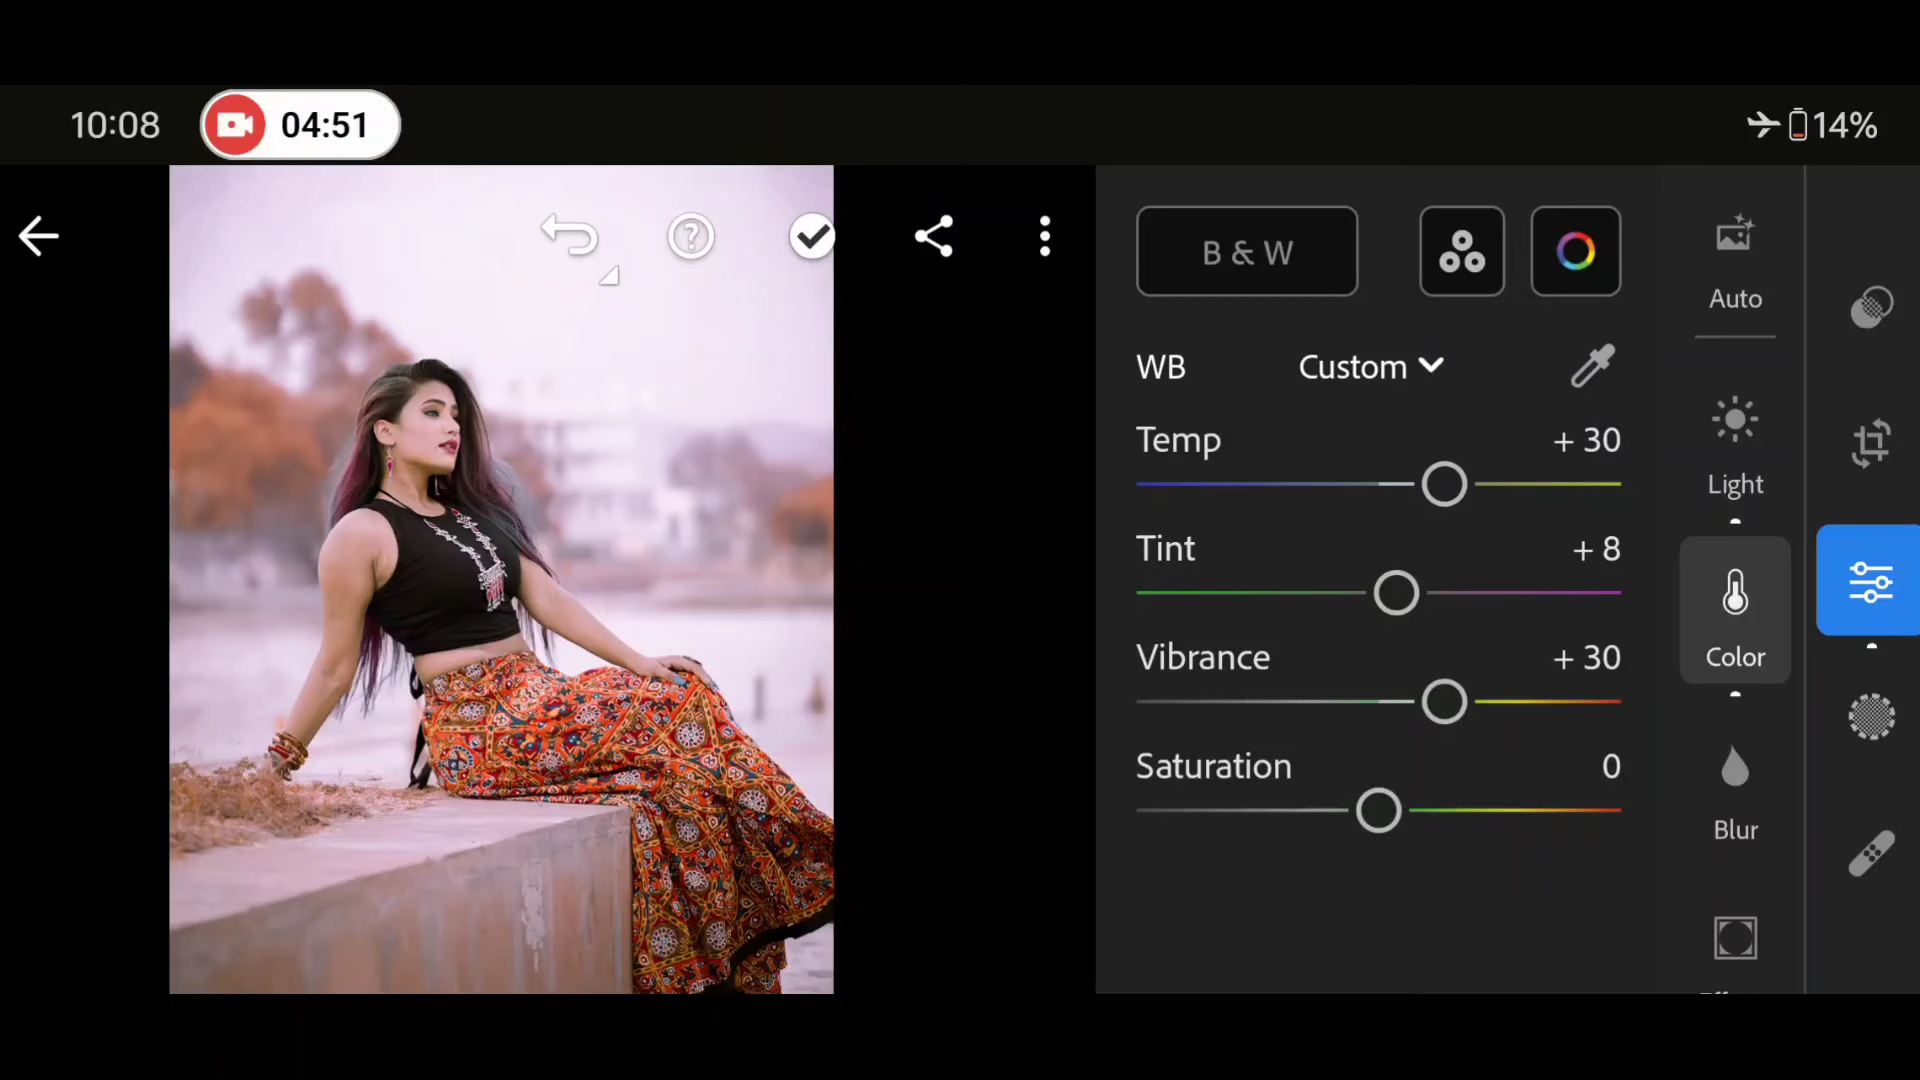 10:08
04:51
14%
B & W
Auto
WB
Custom
Temp
+ 30
Light
Tint
+ 8
Vibrance
+ 30
Color
Saturation
0
Blur